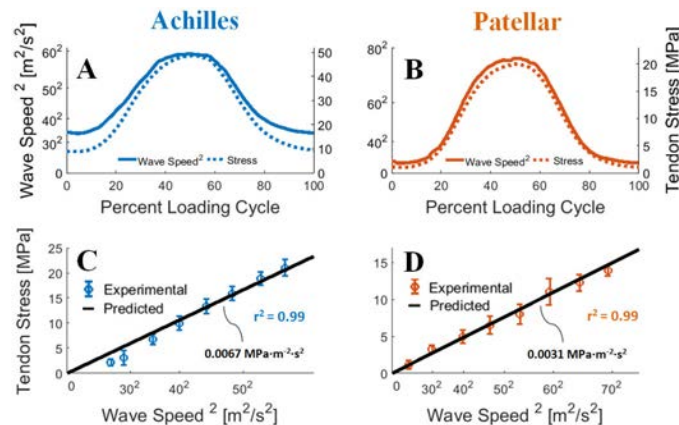 Achilles
Patellar
A
Wave Speed ² [m²/s²]
60²
50²
40²
30²
50
40
30
20
10
0
Wave Speed²
Stress
0
20
40
60
80
100
Percent Loading Cycle
B
80²
60²
40²
20
15
10
5
0
Tendon Stress [MPa]
Wave Speed²
Stress
0
20
40
60
80
100
Percent Loading Cycle
C
Tendon Stress [MPa]
25
20
15
10
5
0
Experimental
Predicted
r² = 0.99
0.0067 MPa·m⁻²·s²
30²
40²
50²
60²
Wave Speed ² [m²/s²]
D
15
10
5
0
Experimental
Predicted
r² = 0.99
0.0031 MPa·m⁻²·s²
30²
40²
50²
60²
70²
Wave Speed ² [m²/s²]